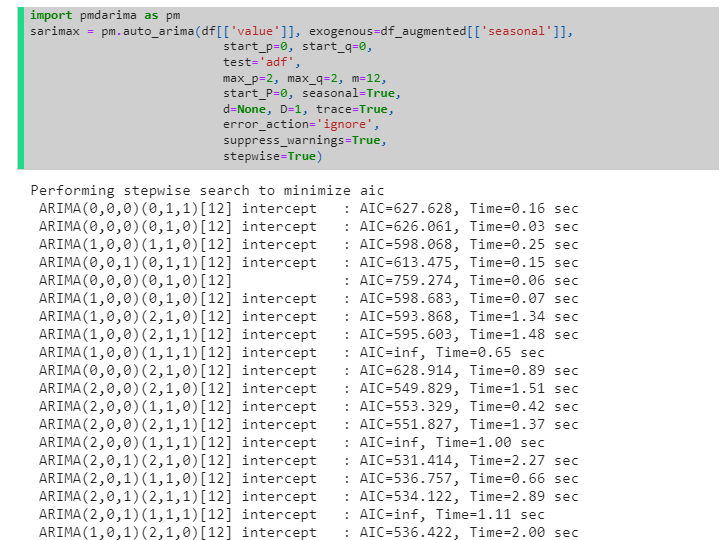 import pmdarima as pm
sarimax = pm.auto_arima(df[['value']], exogenous=df_augmented[['seasonal']],
start_p=0, start_q=0,
test='adf',
max_p=2, max_q=2, m=12,
start_P=0, seasonal=True,
d=None, D=1, trace=True,
error_action='ignore',
suppress_warnings=True,
stepwise=True)
Performing stepwise search to minimize aic
ARIMA(0,0,0)(0,1,1)[12] intercept : AIC=627.628, Time=0.16 sec
ARIMA(0,0,0)(0,1,0)[12] intercept : AIC=626.061, Time=0.03 sec
ARIMA(1,0,0)(1,1,0)[12] intercept : AIC=598.068, Time=0.25 sec
ARIMA(0,0,1)(0,1,1)[12] intercept : AIC=613.475, Time=0.15 sec
ARIMA(0,0,0)(0,1,0)[12] : AIC=759.274, Time=0.06 sec
ARIMA(1,0,0)(0,1,0)[12] intercept : AIC=598.683, Time=0.07 sec
ARIMA(1,0,0)(2,1,0)[12] intercept : AIC=593.868, Time=1.34 sec
ARIMA(1,0,0)(2,1,1)[12] intercept : AIC=595.603, Time=1.48 sec
ARIMA(1,0,0)(1,1,1)[12] intercept : AIC=inf, Time=0.65 sec
ARIMA(0,0,0)(2,1,0)[12] intercept : AIC=628.914, Time=0.89 sec
ARIMA(2,0,0)(2,1,0)[12] intercept : AIC=549.829, Time=1.51 sec
ARIMA(2,0,0)(1,1,0)[12] intercept : AIC=553.329, Time=0.42 sec
ARIMA(2,0,0)(2,1,1)[12] intercept : AIC=551.827, Time=1.37 sec
ARIMA(2,0,0)(1,1,1)[12] intercept : AIC=inf, Time=1.00 sec
ARIMA(2,0,1)(2,1,0)[12] intercept : AIC=531.414, Time=2.27 sec
ARIMA(2,0,1)(1,1,0)[12] intercept : AIC=536.757, Time=0.66 sec
ARIMA(2,0,1)(2,1,1)[12] intercept : AIC=534.122, Time=2.89 sec
ARIMA(2,0,1)(1,1,1)[12] intercept : AIC=inf, Time=1.11 sec
ARIMA(1,0,1)(2,1,0)[12] intercept : AIC=536.422, Time=2.00 sec